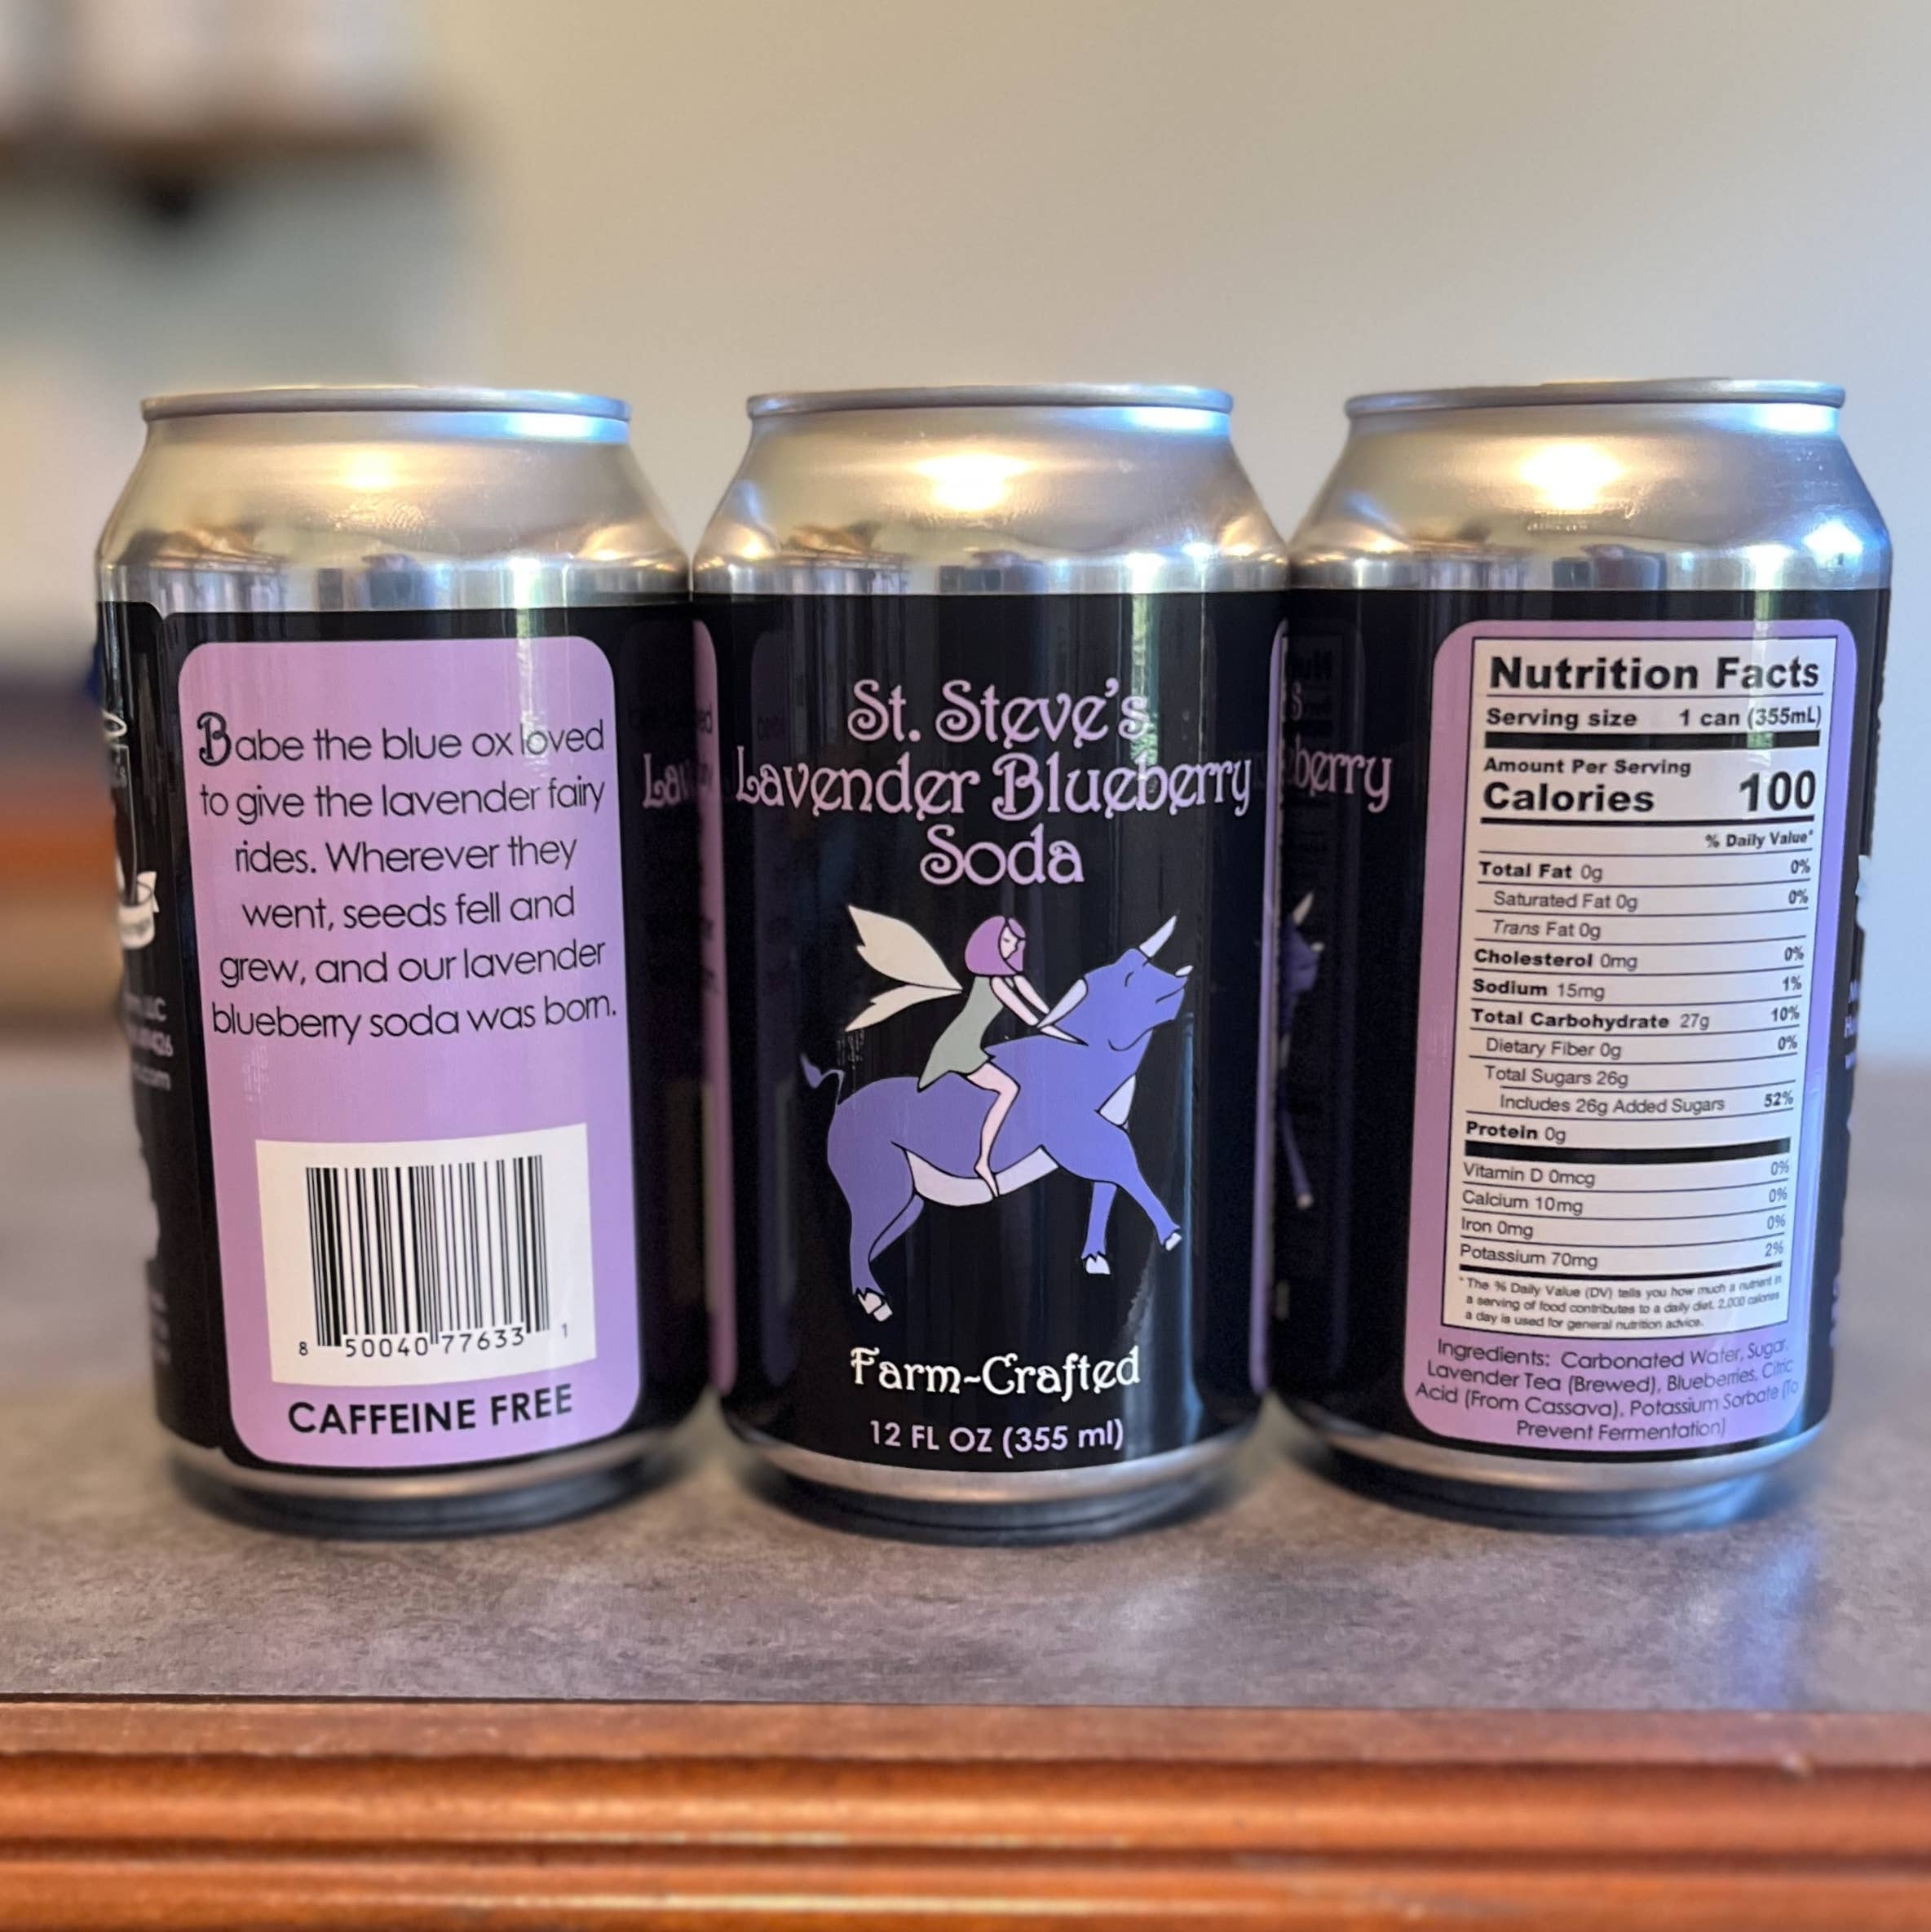 Babe the blue ox loved
to give the lavender fairy
rides. Wherever they
went, seeds fell and
grew, and our lavender
blueberry soda was born.
8 50040 77633 1
CAFFEINE FREE
St. Steve's
Lavender Blueberry
Soda
Farm-Crafted
12 FL OZ (355 ml)
berry
Nutrition Facts
Serving size 1 can (355mL)
Amount Per Serving
Calories 100
% Daily Value*
Total Fat 0g 0%
Saturated Fat 0g 0%
Trans Fat 0g
Cholesterol 0mg 0%
Sodium 15mg 1%
Total Carbohydrate 27g 10%
Dietary Fiber 0g 0%
Total Sugars 26g
Includes 26g Added Sugars 52%
Protein 0g
Vitamin D 0mcg 0%
Calcium 10mg 0%
Iron 0mg 0%
Potassium 70mg 2%
* The % Daily Value (DV) tells you how much a nutrient in
a serving of food contributes to a daily diet. 2,000 calories
a day is used for general nutrition advice.
Ingredients: Carbonated Water, Sugar,
Lavender Tea (Brewed), Blueberries, Citric
Acid (From Cassava), Potassium Sorbate (To
Prevent Fermentation)